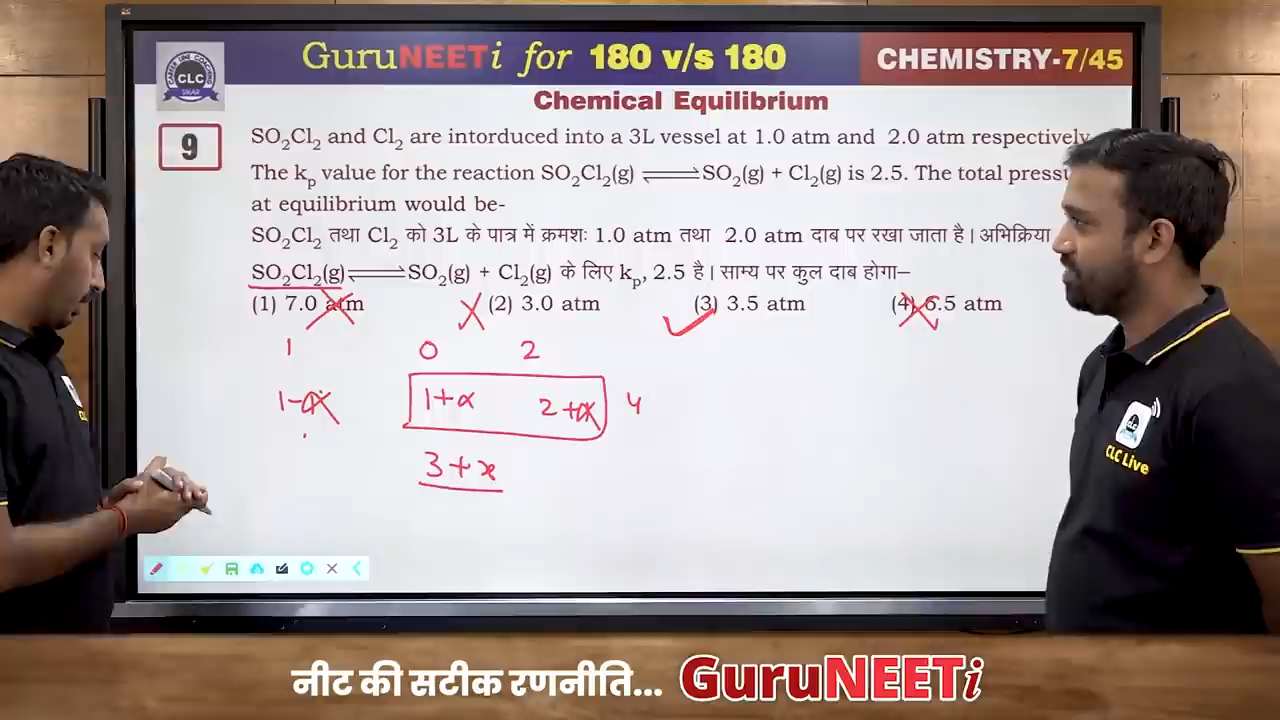 GuruNEETi for 180 v/s 180
CHEMISTRY-7/45
CLC
SIKAR
Chemical Equilibrium
9
SO₂Cl₂ and Cl₂ are intorduced into a 3L vessel at 1.0 atm and 2.0 atm respectively
The kₚ value for the reaction SO₂Cl₂(g) ⇌ SO₂(g) + Cl₂(g) is 2.5. The total
at equilibrium would be-
SO₂Cl₂ तथा Cl₂ को 3L के पात्र में क्रमशः 1.0 atm तथा 2.0 atm दाब पर रखा जाता है। अभिक्रिया
SO₂Cl₂(g) ⇌ SO₂(g) + Cl₂(g) के लिए kₚ, 2.5 है। साम्य पर कुल दाब होगा–
(1) 7.0 atm (2) 3.0 atm (3) 3.5 atm (4) 6.5 atm
1 0 2
1-α 1+α 2+α 4
3+x
CLC
CLC Live
नीट की सटीक रणनीति... GuruNEETi